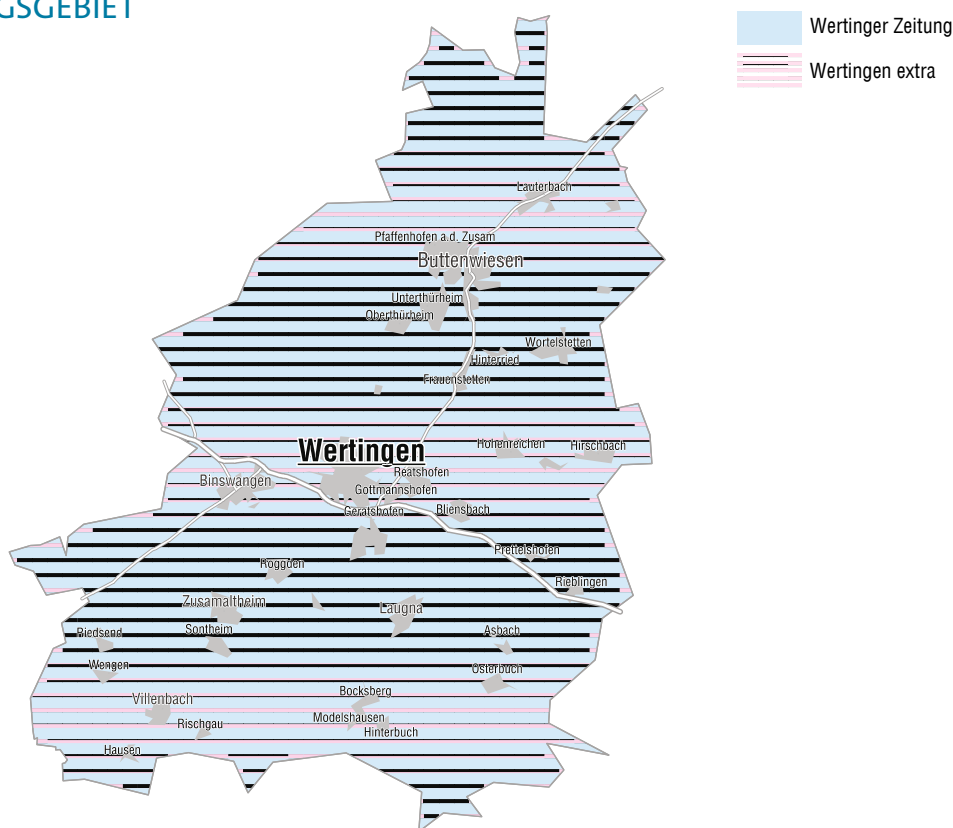 GSGEBIET
Wertinger Zeitung
Wertingen extra
Lauterbach
Pfaffenhofen a.d. Zusam
Buttenwiesen
Unterthürheim
Oberthürheim
Wortelstetten
Hinterried
Frauenstetten
Hohenreichen
Hirschbach
Wertingen
Reatshofen
Binswangen
Gottmannshofen
Geratshofen
Bliensbach
Prettelshofen
Roggden
Rieblingen
Zusamaltheim
Laugna
Riedsend
Sontheim
Asbach
Wengen
Osterbuch
Villenbach
Bocksberg
Modelshausen
Rischgau
Hinterbuch
Hausen